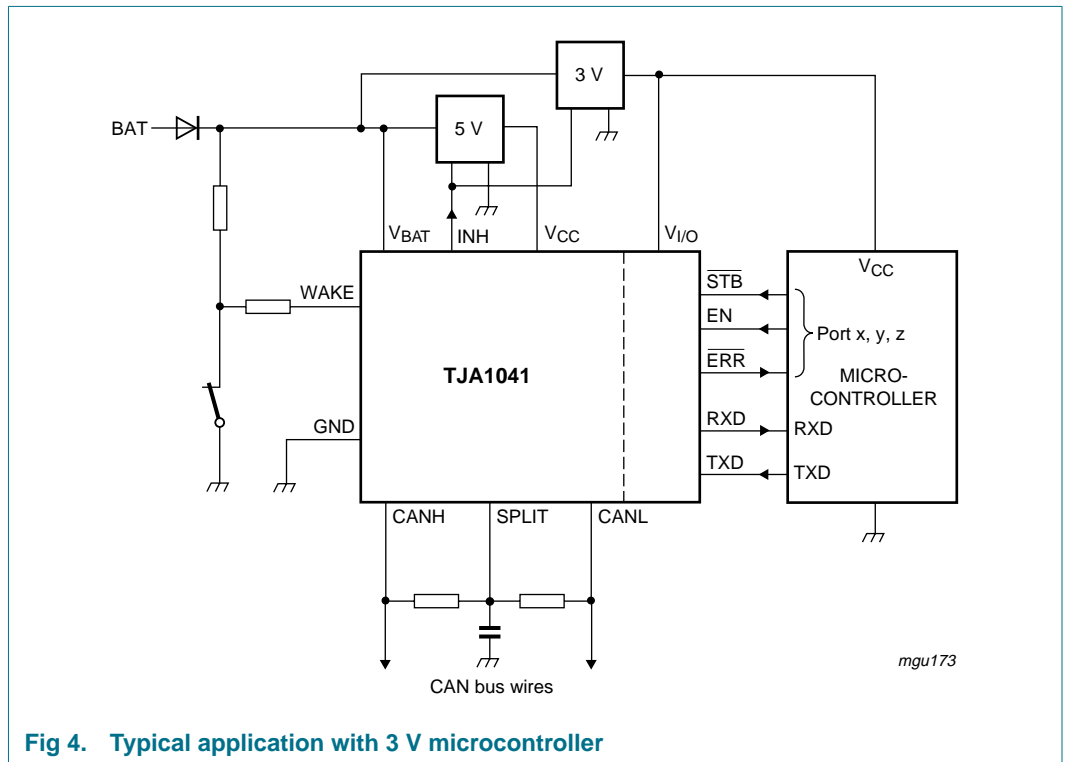 3 V
BAT
5 V
VBAT
INH
VCC
VI/O
VCC
STB
WAKE
EN
Port x, y, z
ERR
TJA1041
MICRO-
CONTROLLER
GND
RXD
RXD
TXD
TXD
CANH
SPLIT
CANL
mgu173
CAN bus wires
Fig 4. Typical application with 3 V microcontroller